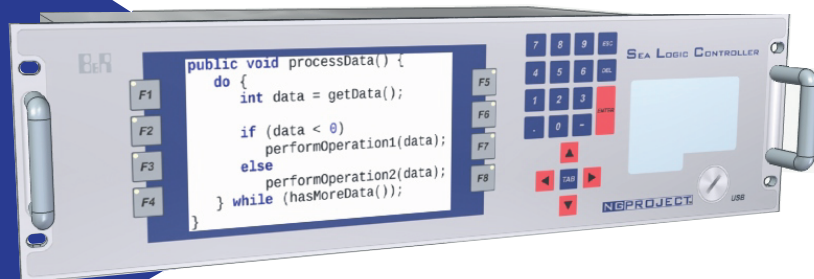 B&R
F1
F2
F3
F4
public void processData() {
do {
int data = getData();
if (data < 0)
performOperation1(data);
else
performOperation2(data);
} while (hasMoreData());
}
F5
F6
F7
F8
7 8 9 ESC
4 5 6 DEL
1 2 3 ENTER
. 0 -
TAB
SEA LOGIC CONTROLLER
NGPROJECT
USB